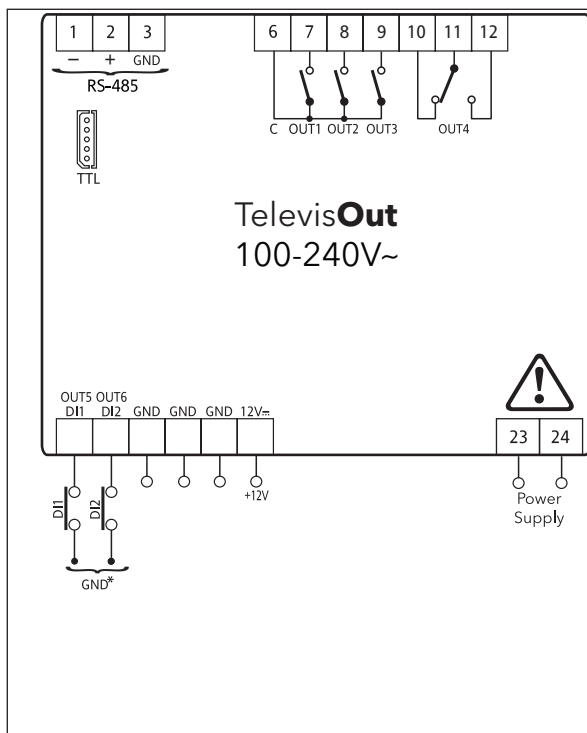 1 2 3 6 7 8 9 10 11 12
− + GND
RS-485
C OUT1 OUT2 OUT3 OUT4
TTL
TelevisOut
100-240V~
OUT5 OUT6
DI1 DI2 GND GND GND 12V⎓
23 24
+12V
Power
Supply
DI1 DI2
GND*